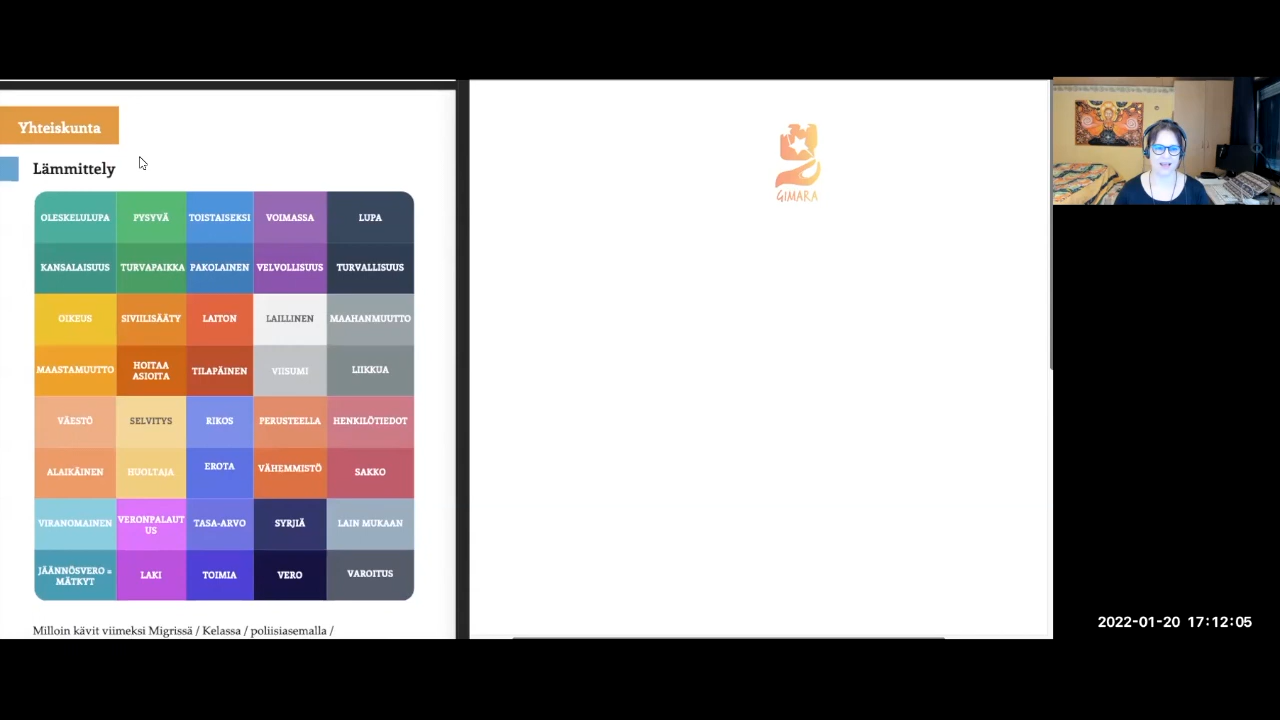 Yhteiskunta
Lämmittely
OLESKELULUPA PYSYVÄ TOISTAISEKSI VOIMASSA LUPA
KANSALAISUUS TURVAPAIKKA PAKOLAINEN VELVOLLISUUS TURVALLISUUS
OIKEUS SIVIILISÄÄTY LAITON LAILLINEN MAAHANMUUTTO
MAASTAMUUTTO HOITAA ASIOITA TILAPÄINEN VIISUMI LIIKKUA
VÄESTÖ SELVITYS RIKOS PERUSTEELLA HENKILÖTIEDOT
ALAIKÄINEN HUOLTAJA EROTA VÄHEMMISTÖ SAKKO
VIRANOMAINEN VERONPALAUT
US TASA-ARVO SYRJIÄ LAIN MUKAAN
JÄÄNNÖSVERO =
MÄTKYT LAKI TOIMIA VERO VAROITUS
Milloin kävit viimeksi Migrissä / Kelassa / poliisiasemalla /
GIMARA
2022-01-20 17:12:05